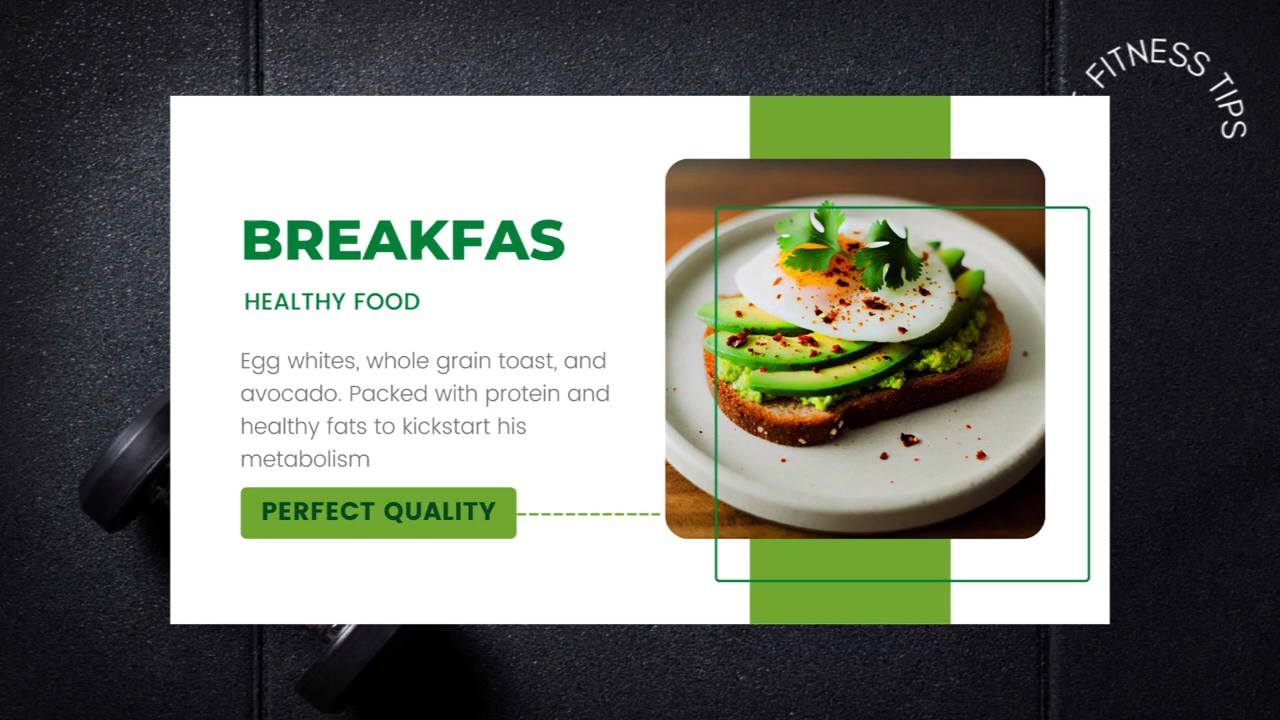 FITNESS TIPS
BREAKFAS
HEALTHY FOOD
Egg whites, whole grain toast, and
avocado. Packed with protein and
healthy fats to kickstart his
metabolism
PERFECT QUALITY